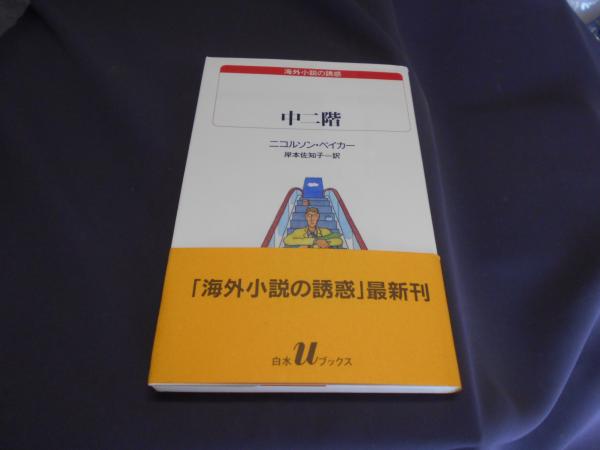 海外小説の誘惑
中二階
ニコルソン・ベイカー
岸本佐知子―訳
「海外小説の誘惑」最新刊
白水uブックス